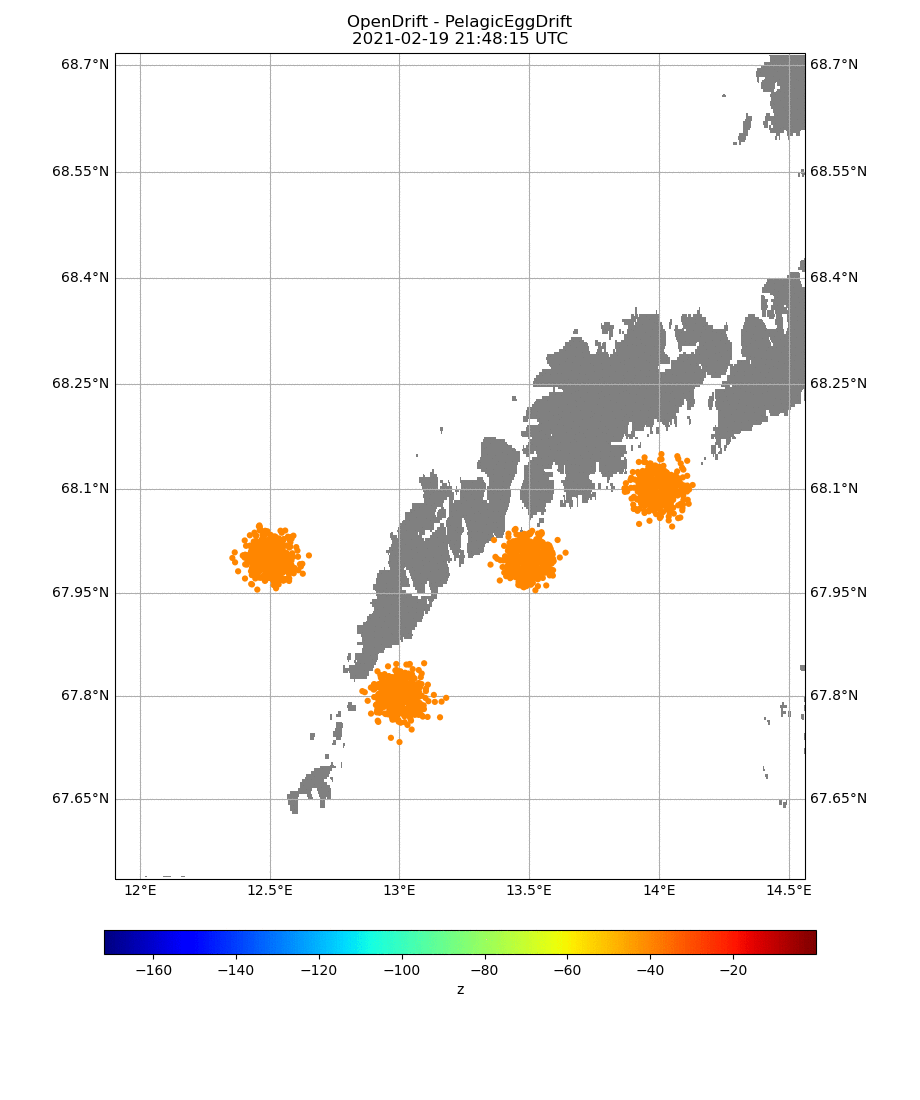 OpenDrift - PelagicEggDrift
2021-02-19 21:48:15 UTC
68.7°N 68.7°N
68.55°N 68.55°N
68.4°N 68.4°N
68.25°N 68.25°N
68.1°N 68.1°N
67.95°N 67.95°N
67.8°N 67.8°N
67.65°N 67.65°N
12°E 12.5°E 13°E 13.5°E 14°E 14.5°E
−160 −140 −120 −100 −80 −60 −40 −20
z